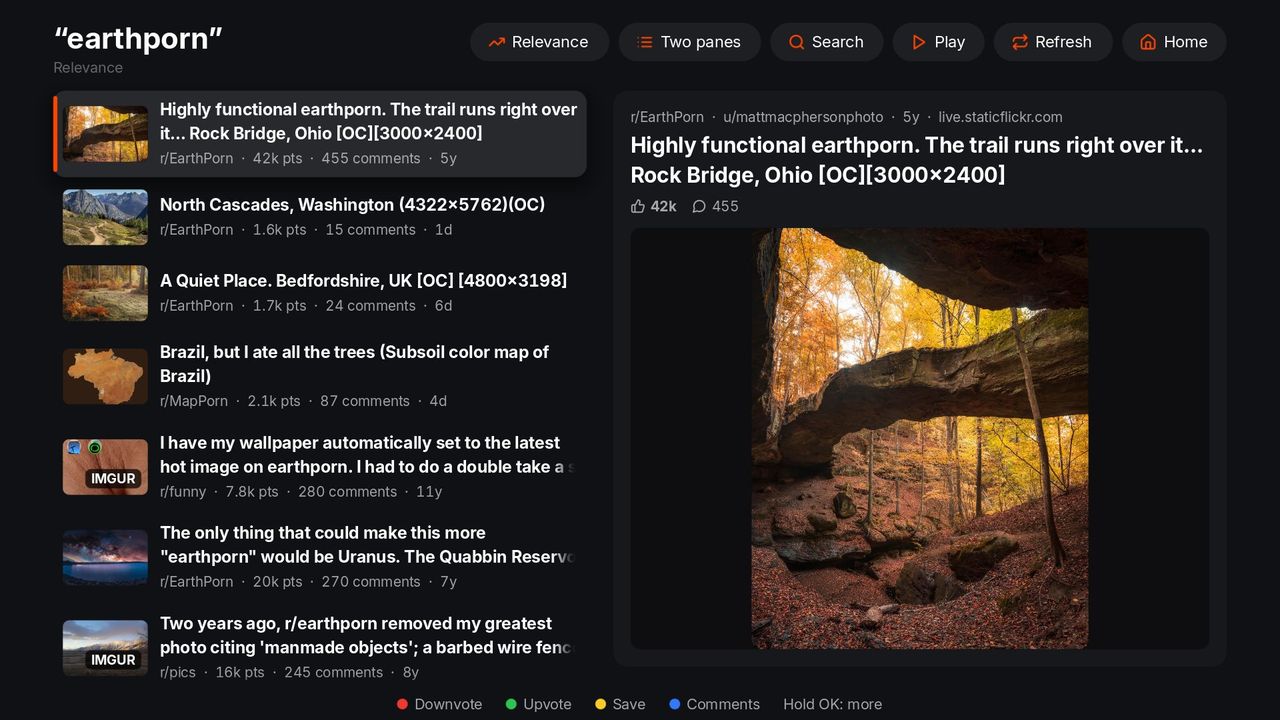 “earthporn”
Relevance
Relevance
Two panes
Search
Play
Refresh
Home
Highly functional earthporn. The trail runs right over
it... Rock Bridge, Ohio [OC][3000×2400]
r/EarthPorn · 42k pts · 455 comments · 5y
North Cascades, Washington (4322×5762)(OC)
r/EarthPorn · 1.6k pts · 15 comments · 1d
A Quiet Place. Bedfordshire, UK [OC] [4800×3198]
r/EarthPorn · 1.7k pts · 24 comments · 6d
Brazil, but I ate all the trees (Subsoil color map of
Brazil)
r/MapPorn · 2.1k pts · 87 comments · 4d
IMGUR
I have my wallpaper automatically set to the latest
hot image on earthporn. I had to do a double take a s
r/funny · 7.8k pts · 280 comments · 11y
The only thing that could make this more
"earthporn" would be Uranus. The Quabbin Reservo
r/EarthPorn · 20k pts · 270 comments · 7y
IMGUR
Two years ago, r/earthporn removed my greatest
photo citing 'manmade objects'; a barbed wire fenc
r/pics · 16k pts · 245 comments · 8y
r/EarthPorn · u/mattmacphersonphoto · 5y · live.staticflickr.com
Highly functional earthporn. The trail runs right over it...
Rock Bridge, Ohio [OC][3000×2400]
42k 455
Downvote
Upvote
Save
Comments
Hold OK: more